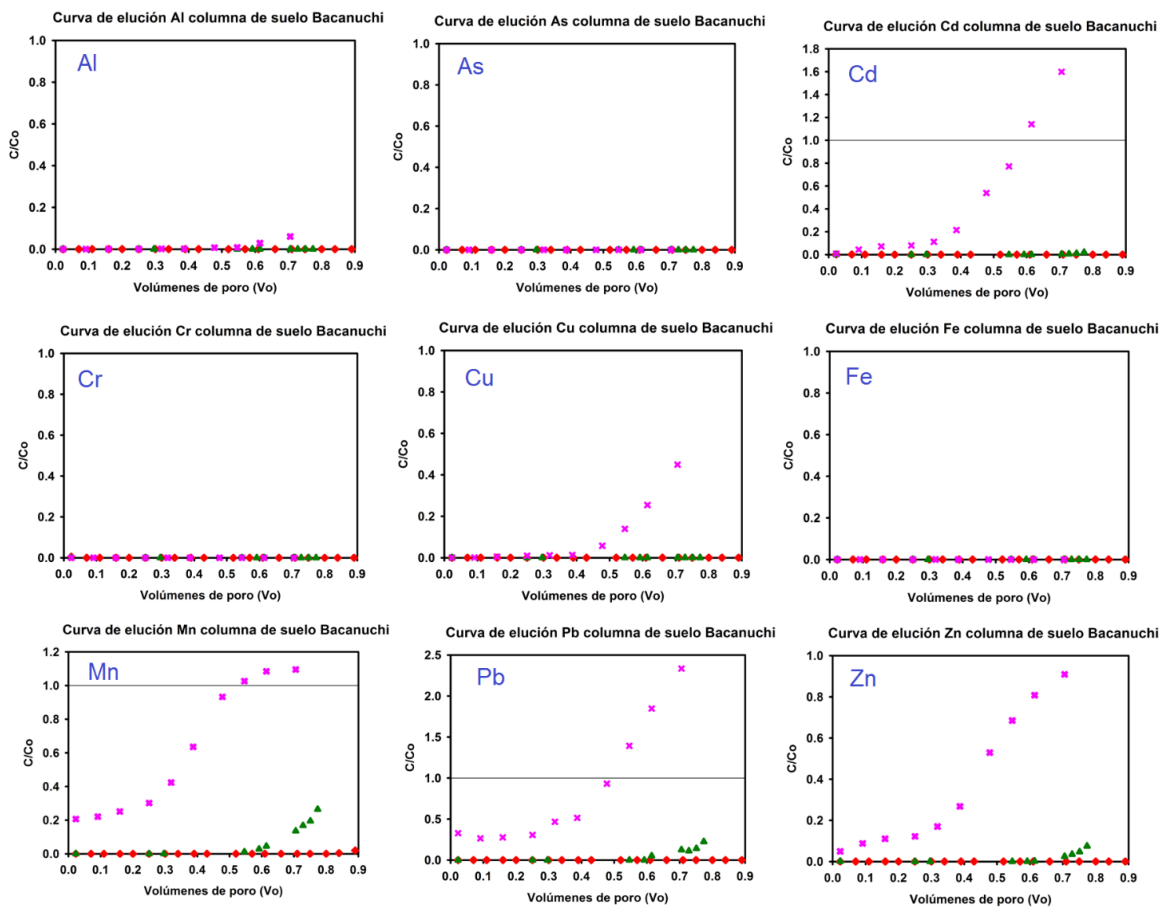 Curva de elución Al columna de suelo Bacanuchi
Al
C/Co
1.0
0.8
0.6
0.4
0.2
0.0
0.0 0.1 0.2 0.3 0.4 0.5 0.6 0.7 0.8 0.9
Volúmenes de poro (Vo)
Curva de elución As columna de suelo Bacanuchi
As
C/Co
1.0
0.8
0.6
0.4
0.2
0.0
0.0 0.1 0.2 0.3 0.4 0.5 0.6 0.7 0.8 0.9
Volúmenes de poro (Vo)
Curva de elución Cd columna de suelo Bacanuchi
Cd
C/Co
1.8
1.6
1.4
1.2
1.0
0.8
0.6
0.4
0.2
0.0
0.0 0.1 0.2 0.3 0.4 0.5 0.6 0.7 0.8 0.9
Volúmenes de poro (Vo)
Curva de elución Cr columna de suelo Bacanuchi
Cr
C/Co
1.0
0.8
0.6
0.4
0.2
0.0
0.0 0.1 0.2 0.3 0.4 0.5 0.6 0.7 0.8 0.9
Volúmenes de poro (Vo)
Curva de elución Cu columna de suelo Bacanuchi
Cu
C/Co
1.0
0.8
0.6
0.4
0.2
0.0
0.0 0.1 0.2 0.3 0.4 0.5 0.6 0.7 0.8 0.9
Volúmenes de poro (Vo)
Curva de elución Fe columna de suelo Bacanuchi
Fe
C/Co
1.0
0.8
0.6
0.4
0.2
0.0
0.0 0.1 0.2 0.3 0.4 0.5 0.6 0.7 0.8 0.9
Volúmenes de poro (Vo)
Curva de elución Mn columna de suelo Bacanuchi
Mn
C/Co
1.2
1.0
0.8
0.6
0.4
0.2
0.0
0.0 0.1 0.2 0.3 0.4 0.5 0.6 0.7 0.8 0.9
Volúmenes de poro (Vo)
Curva de elución Pb columna de suelo Bacanuchi
Pb
C/Co
2.5
2.0
1.5
1.0
0.5
0.0
0.0 0.1 0.2 0.3 0.4 0.5 0.6 0.7 0.8 0.9
Volúmenes de poro (Vo)
Curva de elución Zn columna de suelo Bacanuchi
Zn
C/Co
1.0
0.8
0.6
0.4
0.2
0.0
0.0 0.1 0.2 0.3 0.4 0.5 0.6 0.7 0.8 0.9
Volúmenes de poro (Vo)